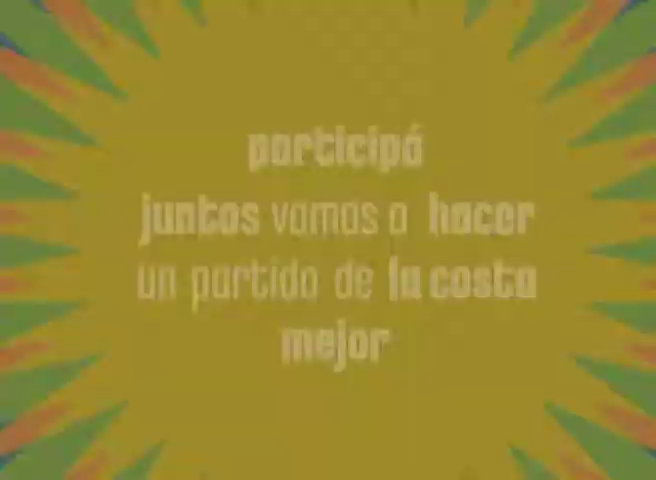 participá
juntos vamos a hacer
un partido de la costa
mejor